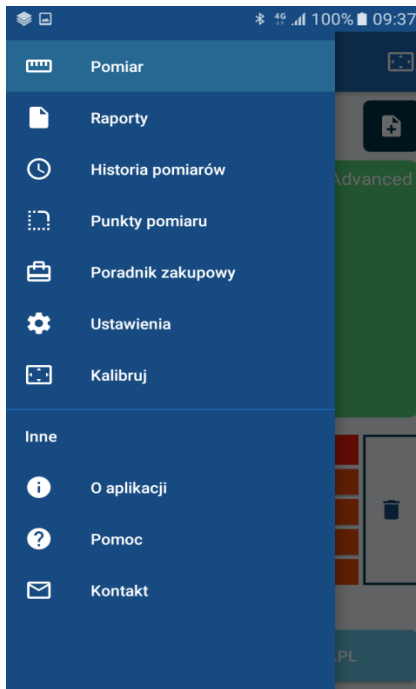 4G 100% 09:37
Pomiar
Raporty
Historia pomiarów
Advanced
Punkty pomiaru
Poradnik zakupowy
Ustawienia
Kalibruj
Inne
O aplikacji
Pomoc
Kontakt
PL